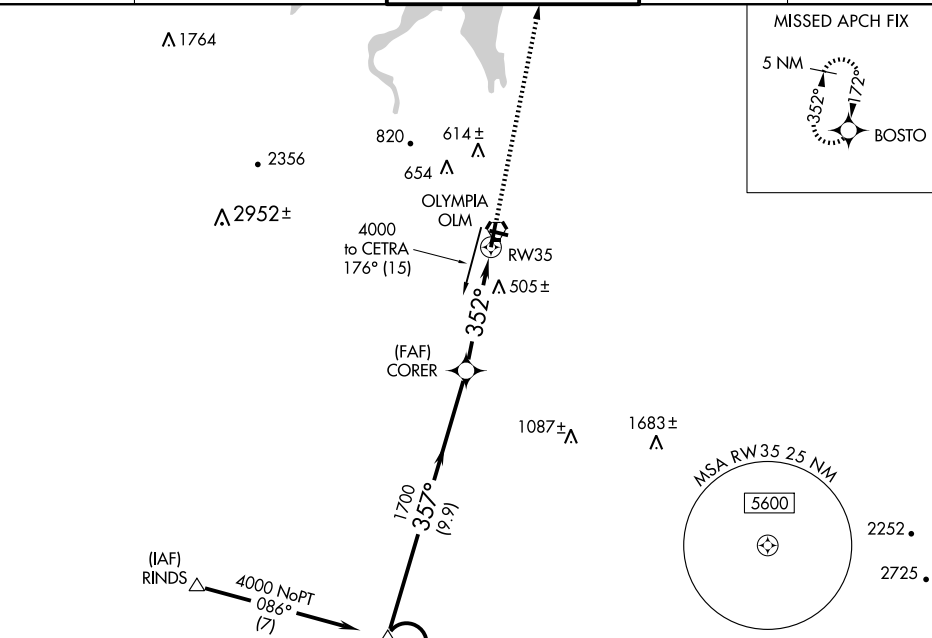 MISSED APCH FIX
1764
5 NM
352°
172°
BOSTO
820
614±
2356
654
2952±
OLYMPIA
OLM
4000
to CETRA
176° (15)
RW35
505±
352°
(FAF)
CORER
1087±
1683±
MSA RW35 25 NM
5600
1700
357°
(9.9)
2252
2725
(IAF)
RINDS
4000 NoPT
086°
(7)